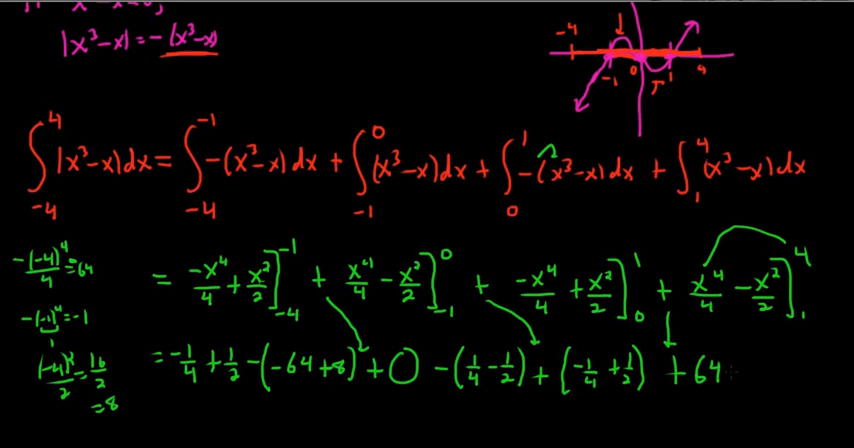 |x³-x| = -(x³-x)
-4 -1 0 1 4
∫₋₄⁴ |x³-x|dx = ∫₋₄⁻¹ -(x³-x)dx + ∫₋₁⁰ (x³-x)dx + ∫₀¹ -(x³-x)dx + ∫₁⁴ (x³-x)dx
-(-4)⁴/4 = 64
= -x⁴/4 + x²/2]₋₄⁻¹ + x⁴/4 - x²/2]₋₁⁰ + -x⁴/4 + x²/2]₀¹ + x⁴/4 - x²/2]₁⁴
-(-1)⁴ = -1
1
= -1/4 + 1/2 - (-64+8) + 0 - (1/4 - 1/2) + (-1/4 + 1/2) + 64
(-4)²/2 = 16/2
= 8